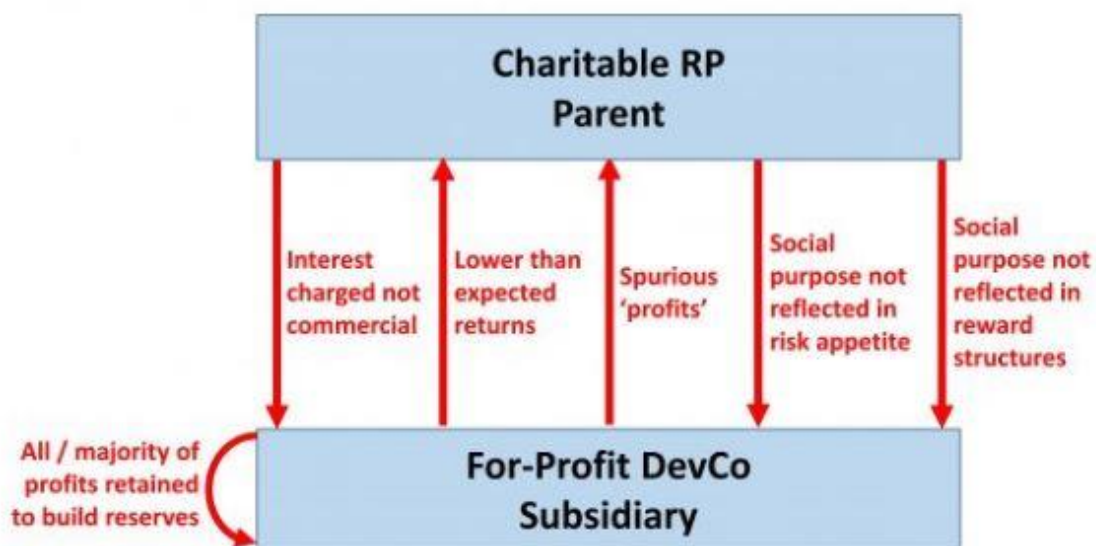 Charitable RP
Parent
Interest
charged not
commercial
Lower than
expected
returns
Spurious
‘profits’
Social
purpose not
reflected in
risk appetite
Social
purpose not
reflected in
reward
structures
All / majority of
profits retained
to build reserves
For-Profit DevCo
Subsidiary